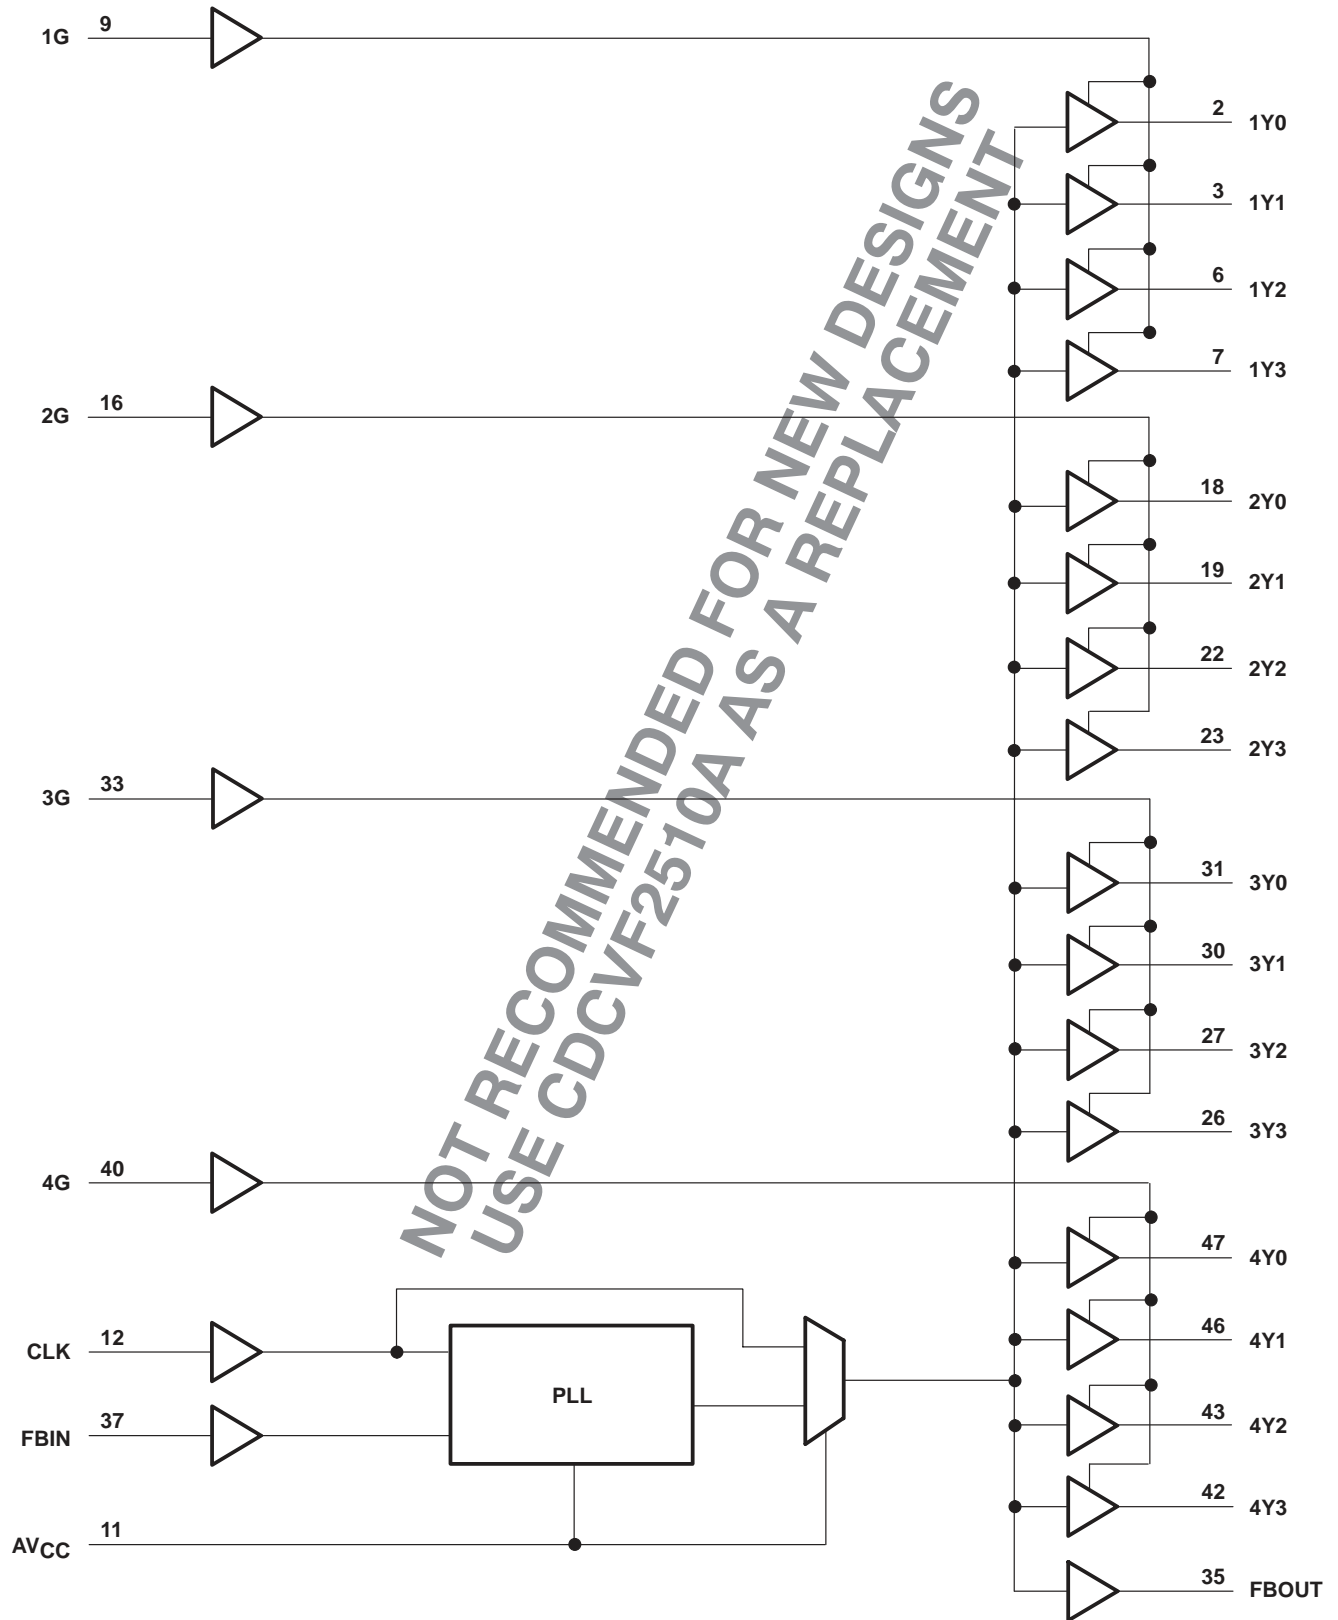 1G 9
2 1Y0
3 1Y1
6 1Y2
7 1Y3
2G 16
18 2Y0
19 2Y1
22 2Y2
23 2Y3
3G 33
31 3Y0
30 3Y1
27 3Y2
26 3Y3
4G 40
47 4Y0
CLK 12
46 4Y1
PLL
FBIN 37
43 4Y2
42 4Y3
AVCC 11
35 FBOUT
NOT RECOMMENDED FOR NEW DESIGNS
USE CDCVF2510A AS A REPLACEMENT